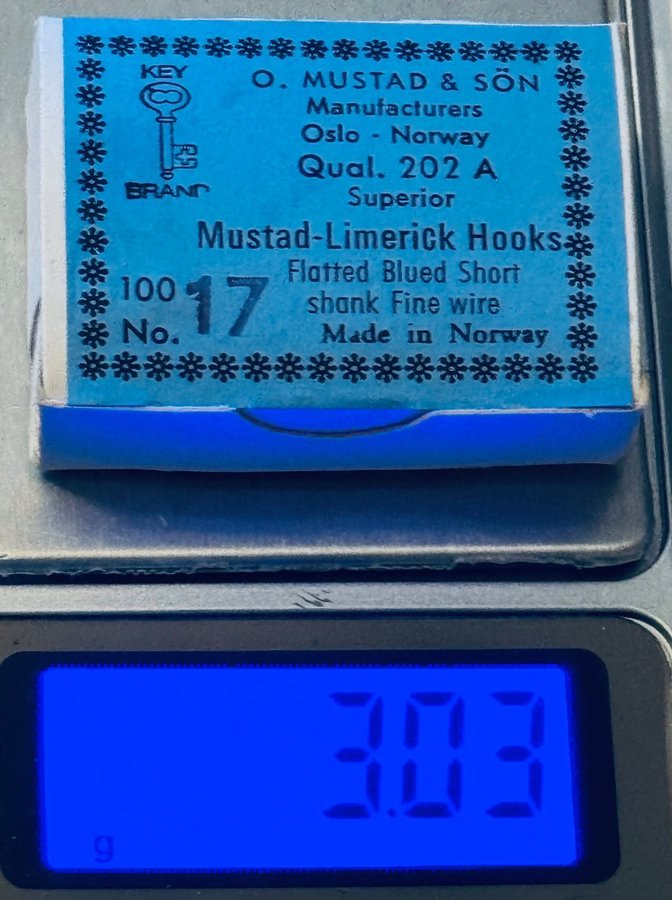 KEY
BRAND
O. MUSTAD & SÖN
Manufacturers
Oslo - Norway
Qual. 202 A
Superior
Mustad-Limerick Hooks
Flatted Blued Short
shank Fine wire
Made in Norway
100
No. 17
3.03
g